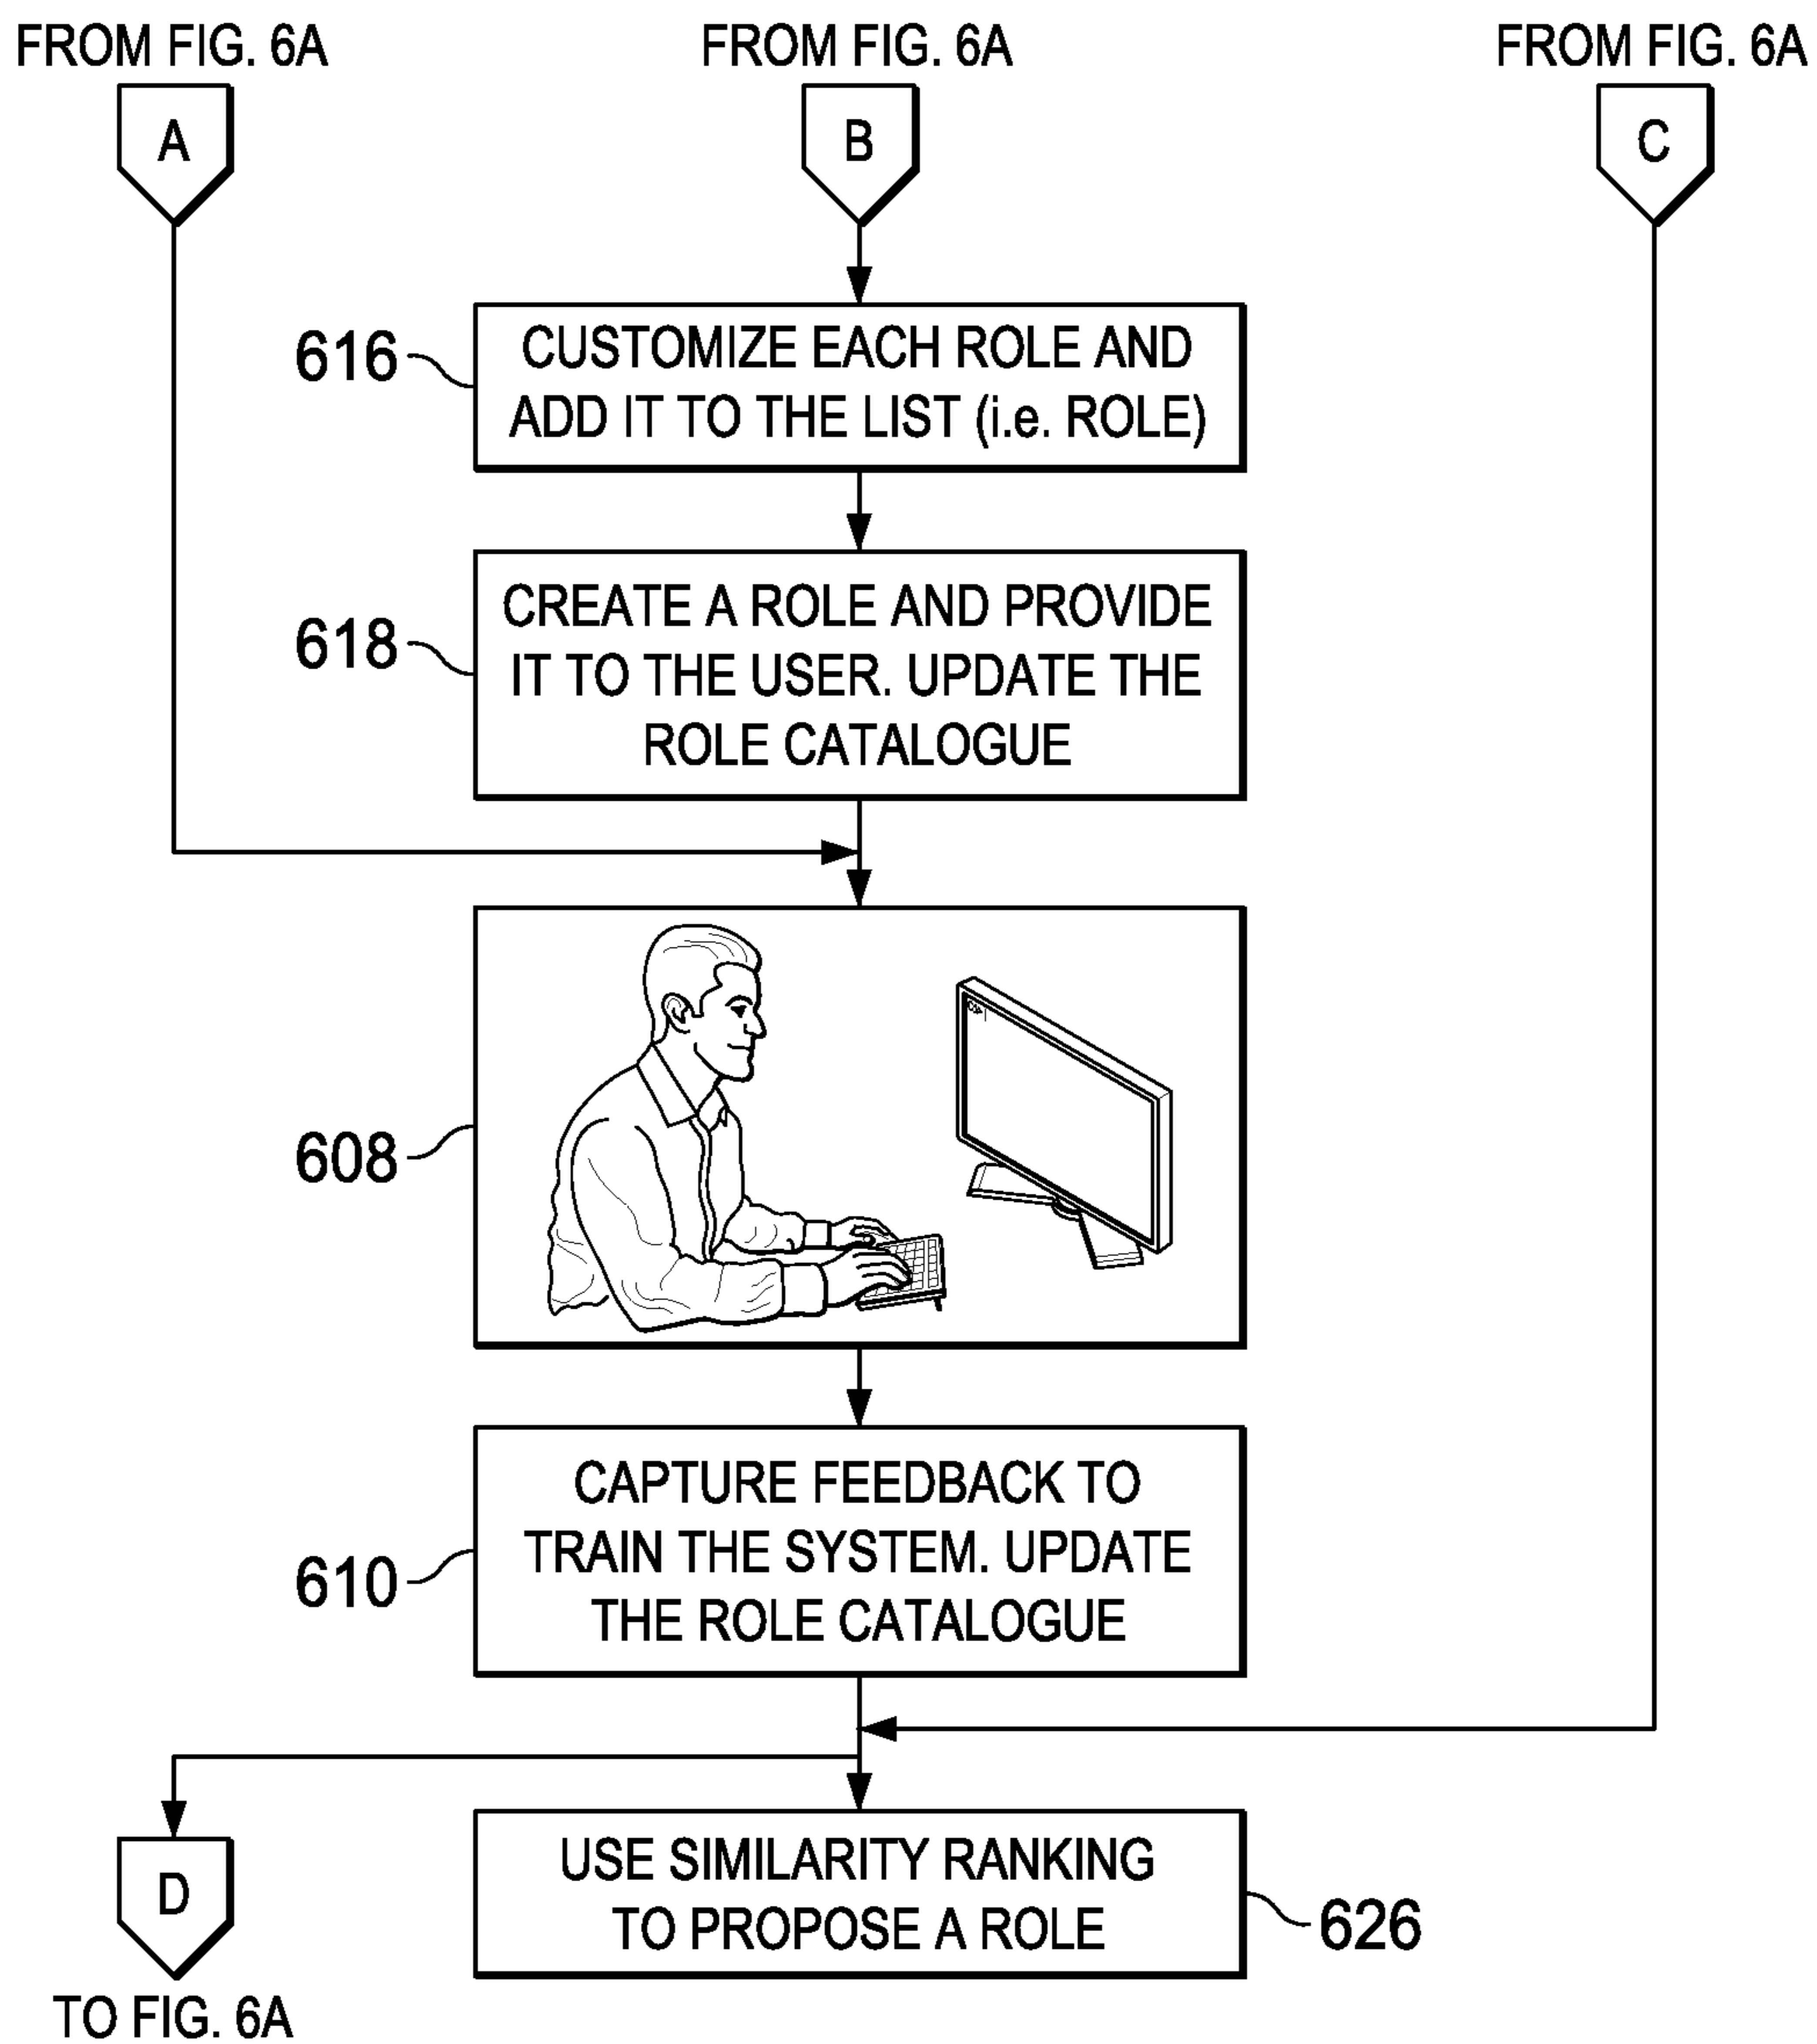 FROM FIG. 6A
FROM FIG. 6A
FROM FIG. 6A
A
B
C
616
CUSTOMIZE EACH ROLE AND
ADD IT TO THE LIST (i.e. ROLE)
618
CREATE A ROLE AND PROVIDE
IT TO THE USER. UPDATE THE
ROLE CATALOGUE
608
610
CAPTURE FEEDBACK TO
TRAIN THE SYSTEM. UPDATE
THE ROLE CATALOGUE
D
TO FIG. 6A
USE SIMILARITY RANKING
TO PROPOSE A ROLE
626